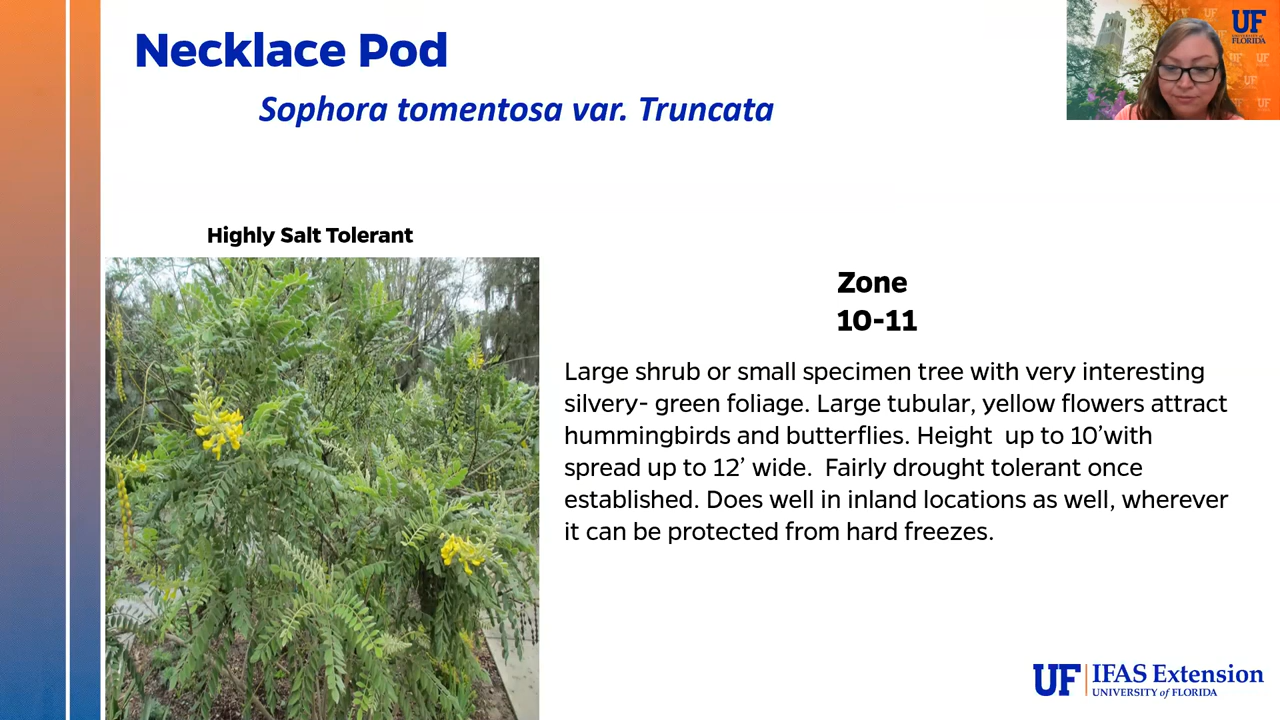 Necklace Pod
Sophora tomentosa var. Truncata
UF
UNIVERSITY of
FLORIDA
Highly Salt Tolerant
Zone
10-11
Large shrub or small specimen tree with very interesting
silvery- green foliage. Large tubular, yellow flowers attract
hummingbirds and butterflies. Height  up to 10’with
spread up to 12’ wide.  Fairly drought tolerant once
established. Does well in inland locations as well, wherever
it can be protected from hard freezes.
UF IFAS Extension
UNIVERSITY of FLORIDA